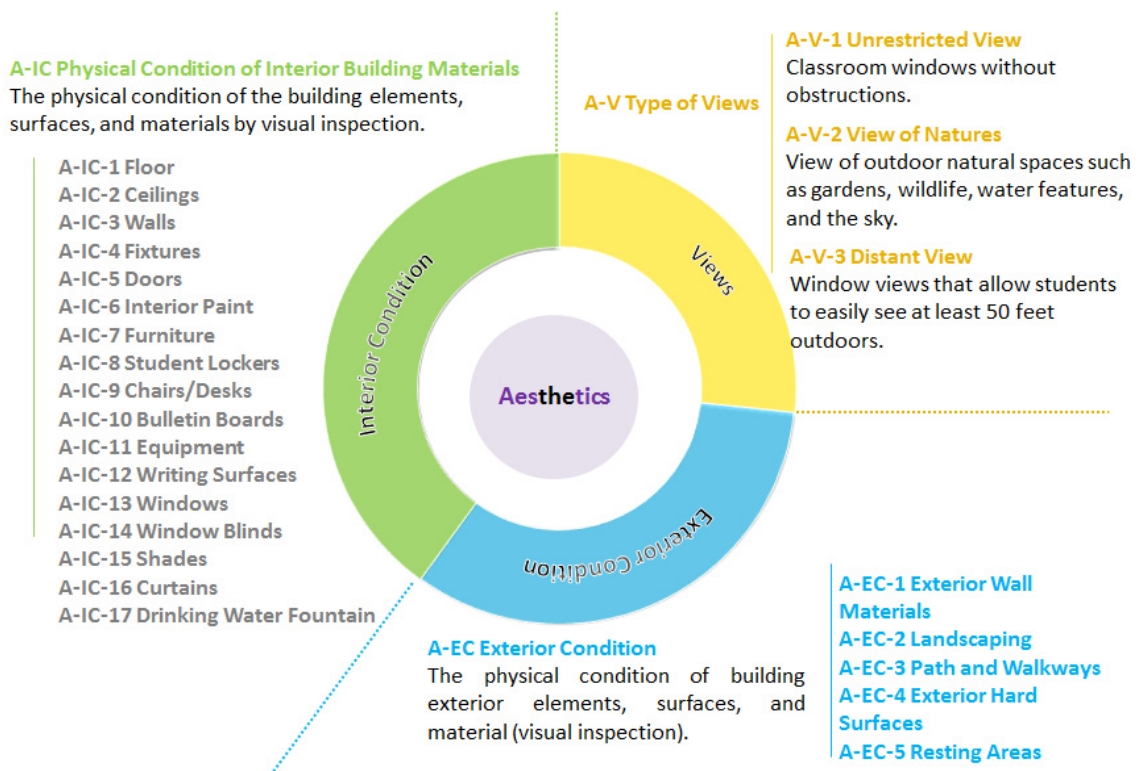 A-IC Physical Condition of Interior Building Materials
The physical condition of the building elements,
surfaces, and materials by visual inspection.
A-IC-1 Floor
A-IC-2 Ceilings
A-IC-3 Walls
A-IC-4 Fixtures
A-IC-5 Doors
A-IC-6 Interior Paint
A-IC-7 Furniture
A-IC-8 Student Lockers
A-IC-9 Chairs/Desks
A-IC-10 Bulletin Boards
A-IC-11 Equipment
A-IC-12 Writing Surfaces
A-IC-13 Windows
A-IC-14 Window Blinds
A-IC-15 Shades
A-IC-16 Curtains
A-IC-17 Drinking Water Fountain
A-V Type of Views
A-V-1 Unrestricted View
Classroom windows without
obstructions.
A-V-2 View of Natures
View of outdoor natural spaces such
as gardens, wildlife, water features,
and the sky.
A-V-3 Distant View
Window views that allow students
to easily see at least 50 feet
outdoors.
Interior Condition
Views
Aesthetics
Exterior Condition
A-EC Exterior Condition
The physical condition of building
exterior elements, surfaces, and
material (visual inspection).
A-EC-1 Exterior Wall
Materials
A-EC-2 Landscaping
A-EC-3 Path and Walkways
A-EC-4 Exterior Hard
Surfaces
A-EC-5 Resting Areas